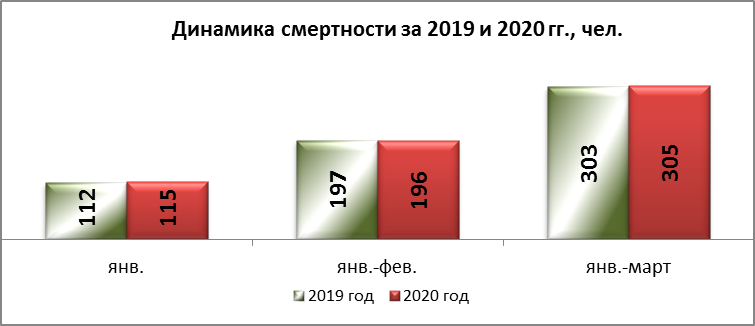 Динамика смертности за 2019 и 2020 гг., чел.
112
115
197
196
303
305
янв.
янв.-фев.
янв.-март
2019 год
2020 год